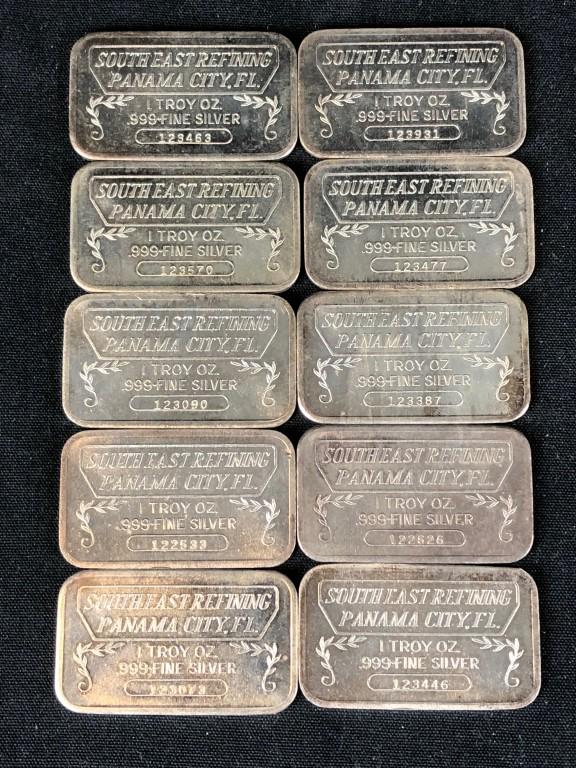 SOUTH EAST REFINING
PANAMA CITY, FL.
1 TROY OZ.
.999-FINE SILVER
123463
SOUTH EAST REFINING
PANAMA CITY, FL.
1 TROY OZ.
.999-FINE SILVER
123931
SOUTH EAST REFINING
PANAMA CITY, FL.
1 TROY OZ.
.999-FINE SILVER
123570
SOUTH EAST REFINING
PANAMA CITY, FL.
1 TROY OZ.
.999-FINE SILVER
123477
SOUTH EAST REFINING
PANAMA CITY, FL.
1 TROY OZ.
.999-FINE SILVER
123090
SOUTH EAST REFINING
PANAMA CITY, FL.
1 TROY OZ.
.999-FINE SILVER
123387
SOUTH EAST REFINING
PANAMA CITY, FL.
1 TROY OZ.
.999-FINE SILVER
122533
SOUTH EAST REFINING
PANAMA CITY, FL.
1 TROY OZ.
.999-FINE SILVER
122526
SOUTH EAST REFINING
PANAMA CITY, FL.
1 TROY OZ.
.999-FINE SILVER
123073
SOUTH EAST REFINING
PANAMA CITY, FL.
1 TROY OZ.
.999-FINE SILVER
123446